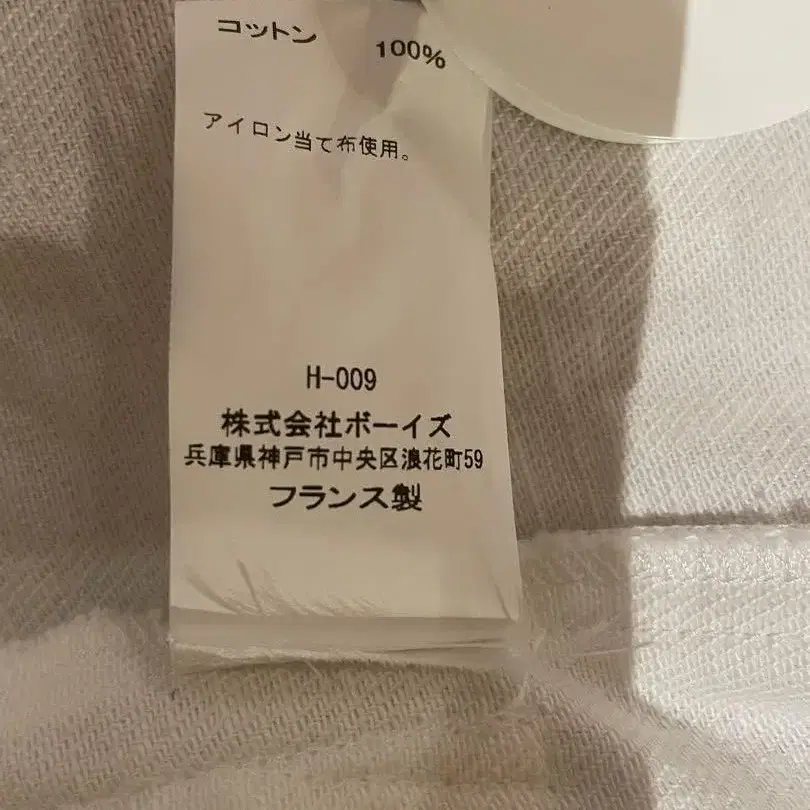 コットン 100%
アイロン当て布使用。
H-009
株式会社ボーイズ
兵庫県神戸市中央区浪花町59
フランス製